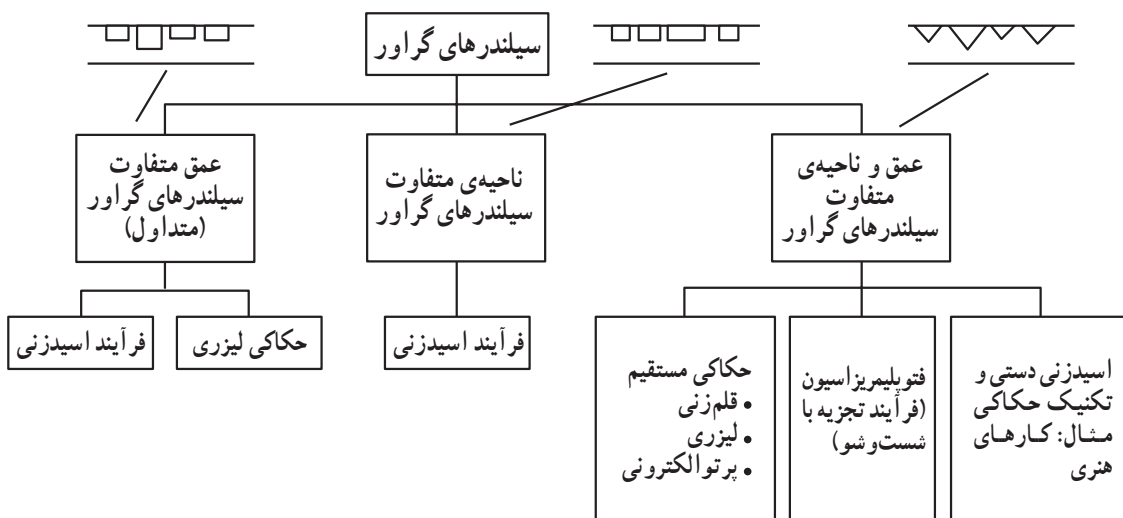 سیلندرهای گراور
عمق و ناحیه‌ی
متفاوت
سیلندرهای گراور
ناحیه‌ی متفاوت
سیلندرهای گراور
عمق متفاوت
سیلندرهای گراور
(متداول)
اسیدزنی دستی و
تکنیک حکاکی
مثال: کارهای
هنری
فتوپلیمریزاسیون
(فرآیند تجزیه با
شست‌وشو)
حکاکی مستقیم
• قلم‌زنی
• لیزری
• پرتوالکترونی
فرآیند اسیدزنی
حکاکی لیزری
فرآیند اسیدزنی